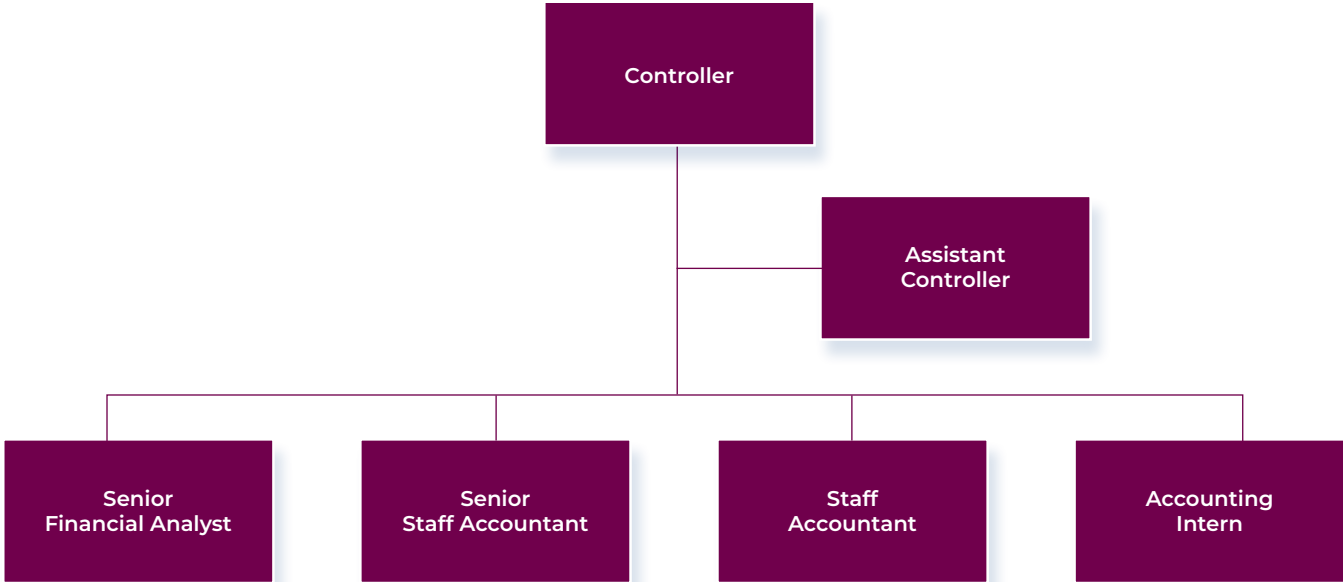 Controller
Assistant
Controller
Senior
Financial Analyst
Senior
Staff Accountant
Staff
Accountant
Accounting
Intern